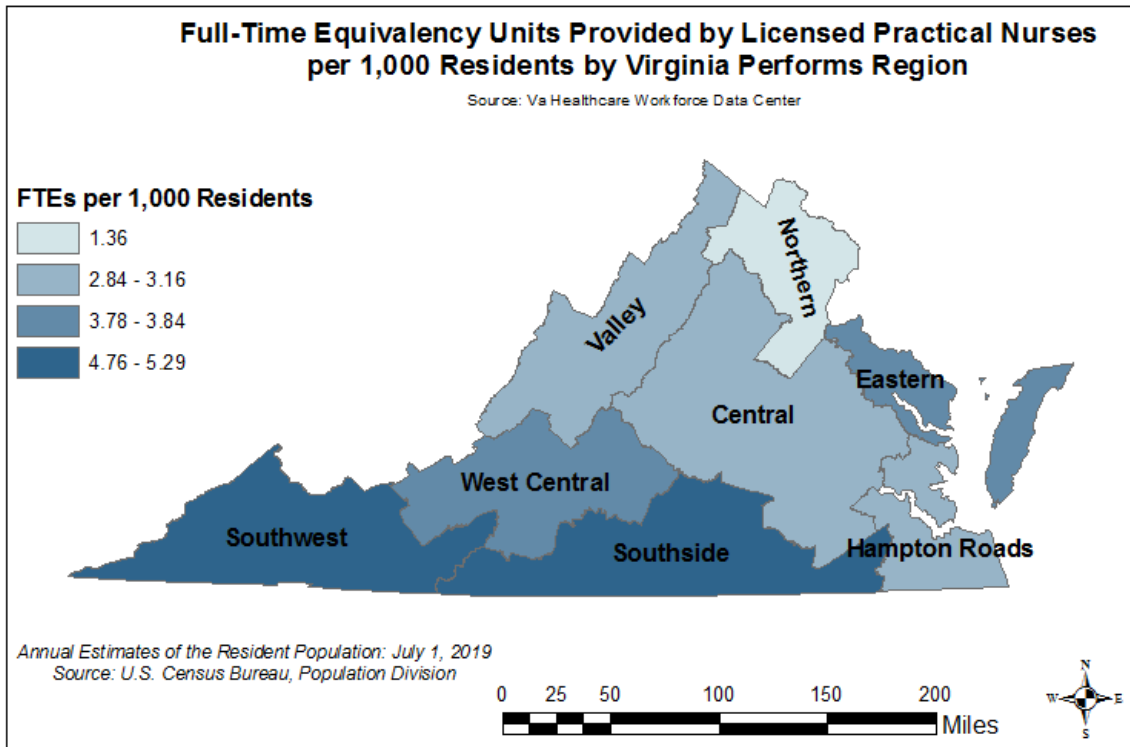 Full-Time Equivalency Units Provided by Licensed Practical Nurses
per 1,000 Residents by Virginia Performs Region
Source: Va Healthcare Workforce Data Center
FTEs per 1,000 Residents
1.36
2.84 - 3.16
3.78 - 3.84
4.76 - 5.29
Northern
Valley
Eastern
Central
West Central
Southwest
Southside
Hampton Roads
Annual Estimates of the Resident Population: July 1, 2019
Source: U.S. Census Bureau, Population Division
0 25 50 100 150 200
Miles
N
W E
S